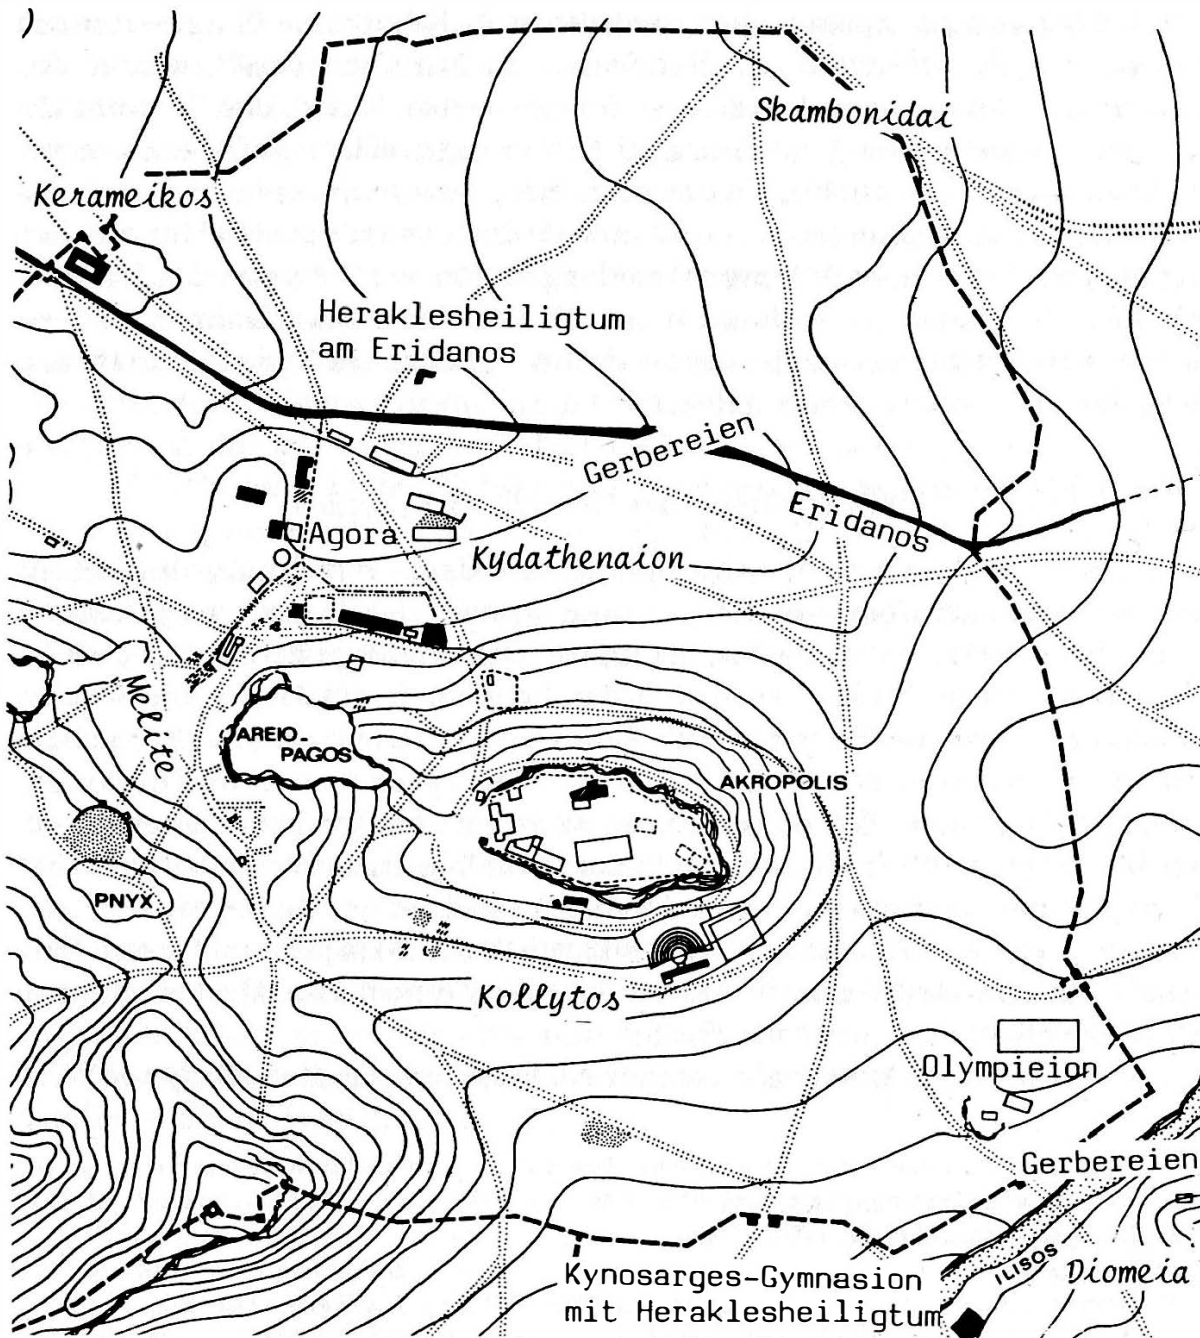 Skambonidai
Kerameikos
Heraklesheiligtum
am Eridanos
Gerbereien
Eridanos
Agora
Kydathenaion
Melite
AREIO-
PAGOS
AKROPOLIS
PNYX
Kollytos
Olympieion
Gerbereien
ILISOS
Diomeia
Kynosarges-Gymnasion
mit Heraklesheiligtum